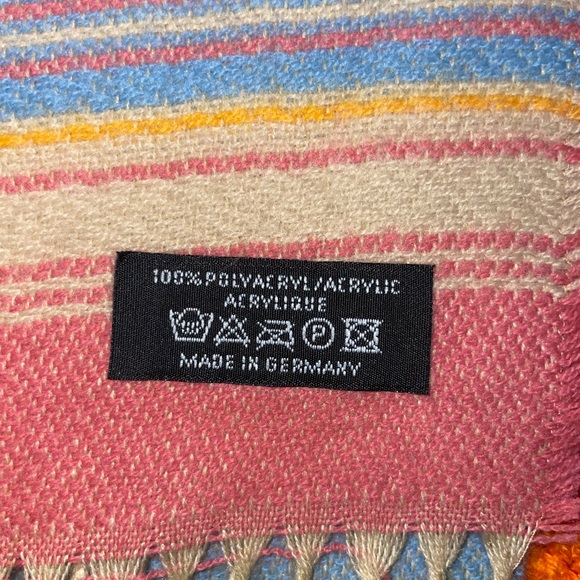 100% POLYACRYL/ACRYLIC
ACRYLIQUE
P
MADE IN GERMANY